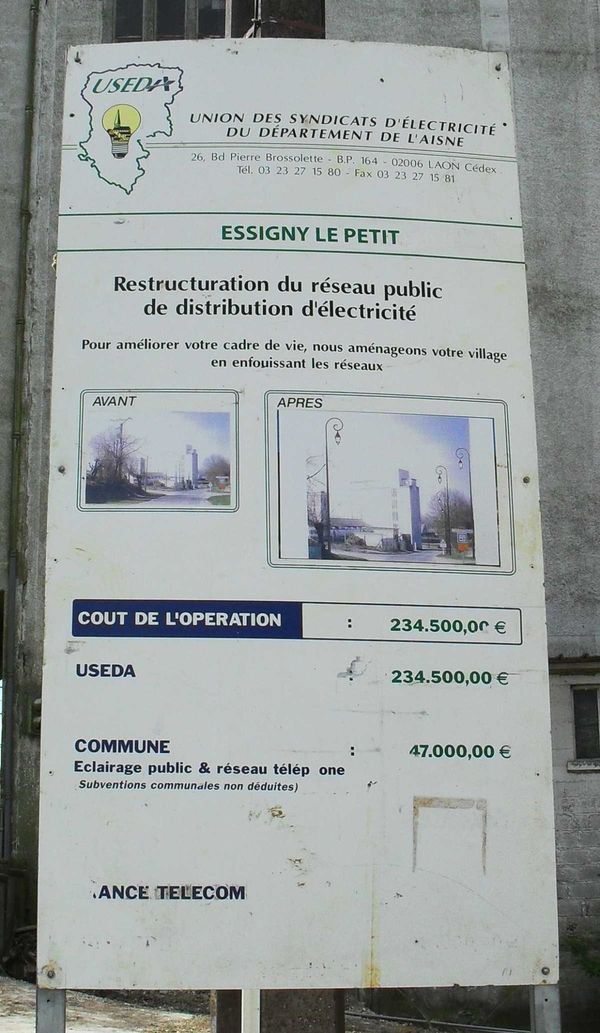 USEDA
UNION DES SYNDICATS D'ÉLECTRICITÉ
DU DÉPARTEMENT DE L'AISNE
26, Bd Pierre Brossolette - B.P. 164 - 02006 LAON Cédex
Tél. 03 23 27 15 80 - Fax 03 23 27 15 81
ESSIGNY LE PETIT
Restructuration du réseau public
de distribution d'électricité
Pour améliorer votre cadre de vie, nous aménageons votre village
en enfouissant les réseaux
AVANT
APRES
COUT DE L'OPERATION : 234.500,00 €
USEDA : 234.500,00 €
COMMUNE : 47.000,00 €
Eclairage public & réseau télép one
Subventions communales non déduites)
ANCE TELECOM